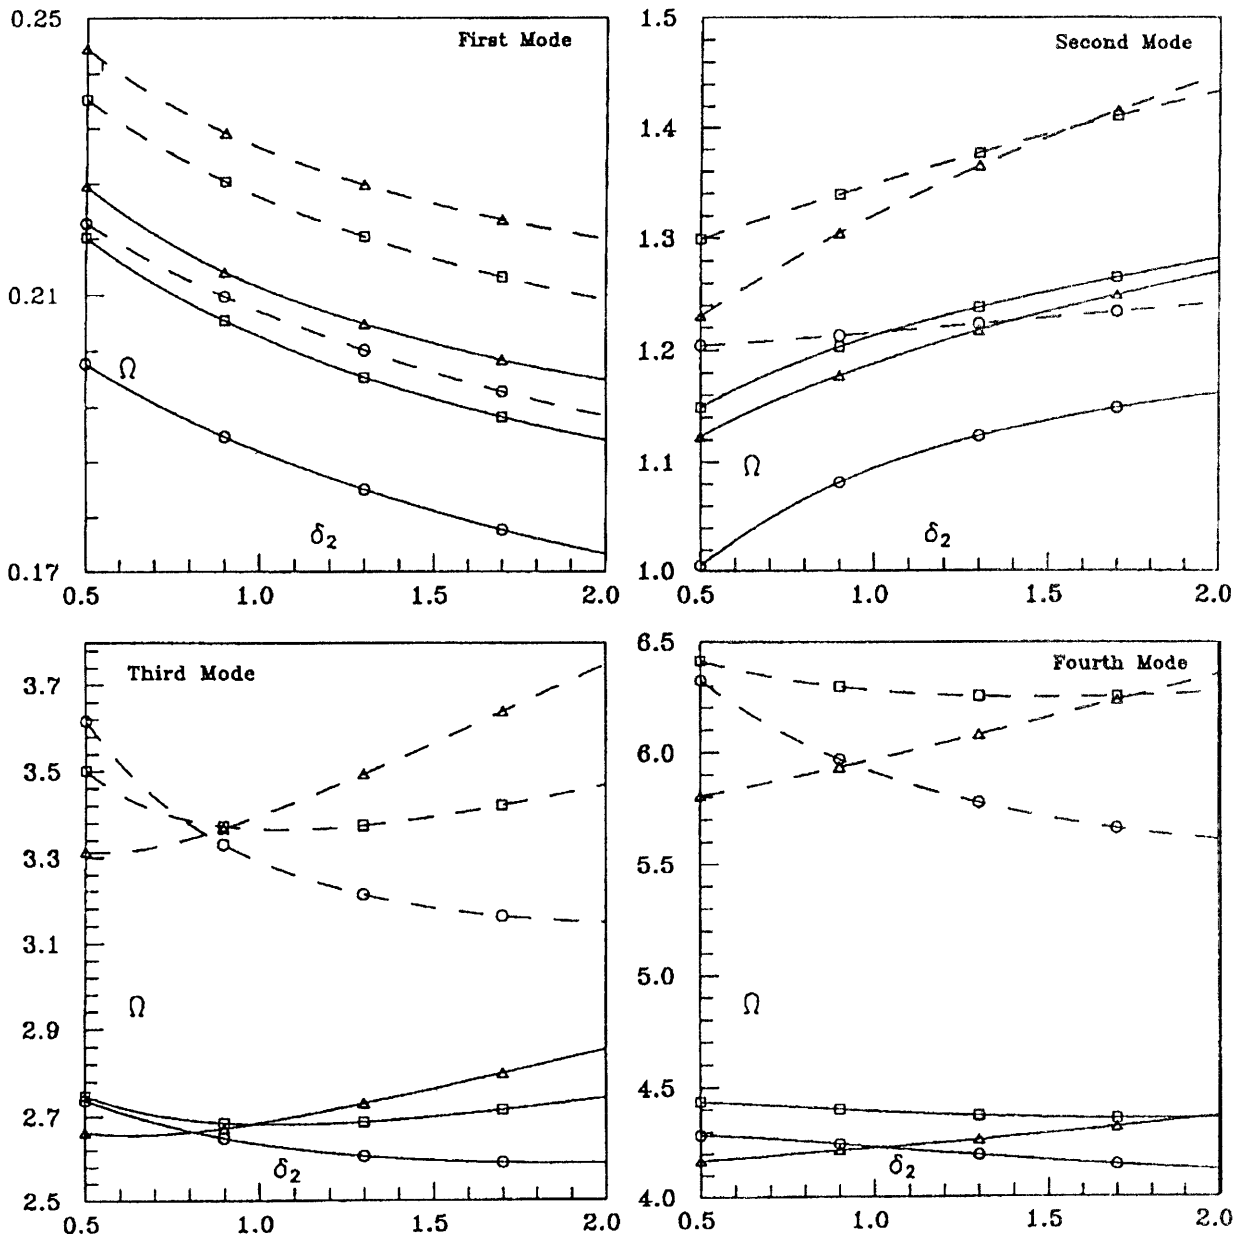 First Mode
0.25
0.21
0.17
Ω
δ2
0.5 1.0 1.5 2.0
Second Mode
1.5
1.4
1.3
1.2
1.1
1.0
Ω
δ2
0.5 1.0 1.5 2.0
Third Mode
3.7
3.5
3.3
3.1
2.9
2.7
2.5
Ω
δ2
0.5 1.0 1.5 2.0
Fourth Mode
6.5
6.0
5.5
5.0
4.5
4.0
Ω
δ2
0.5 1.0 1.5 2.0